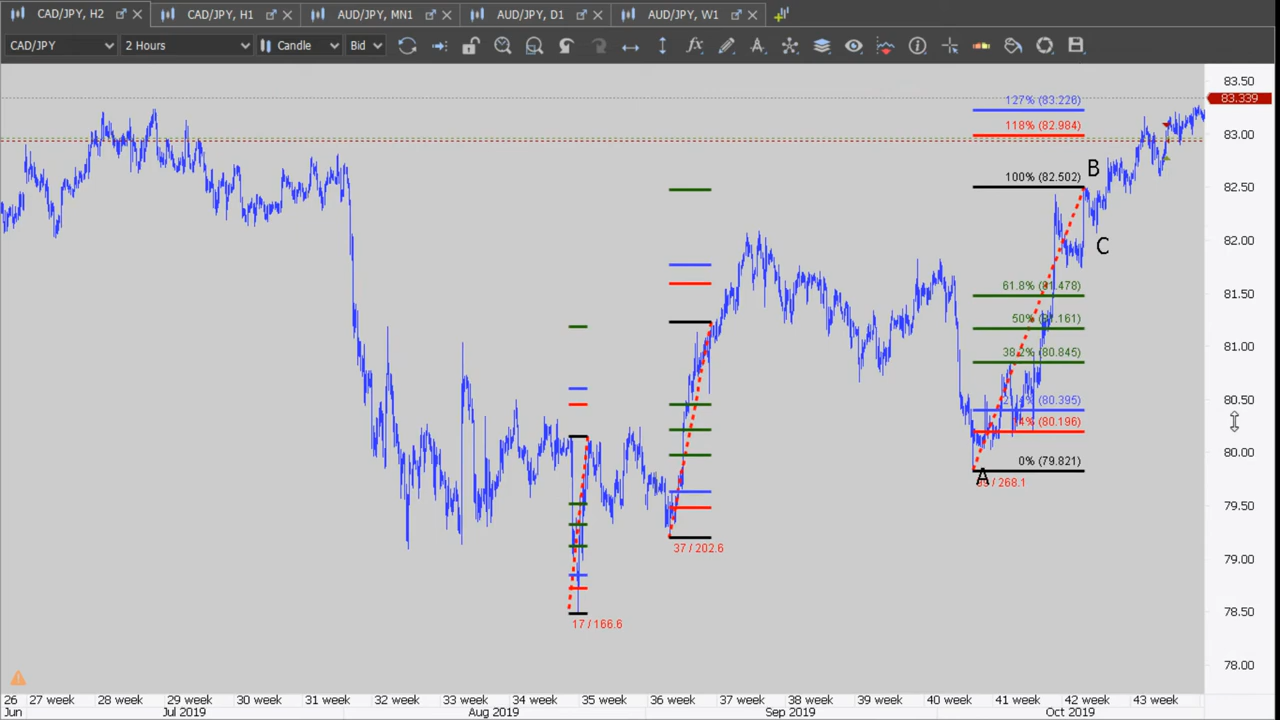 CAD/JPY, H2
CAD/JPY, H1
AUD/JPY, MN1
AUD/JPY, D1
AUD/JPY, W1
CAD/JPY
2 Hours
Candle
Bid
83.50
83.339
83.00
82.50
82.00
81.50
81.00
80.50
80.00
79.50
79.00
78.50
78.00
127% (83.226)
118% (82.984)
100% (82.502)
B
C
61.8% (81.478)
50% (81.161)
38.2% (80.845)
(80.395)
(80.196)
0% (79.821)
A
/ 268.1
37 / 202.6
17 / 166.6
26
27 week
28 week
29 week
30 week
31 week
32 week
33 week
34 week
35 week
36 week
37 week
38 week
39 week
40 week
41 week
42 week
43 week
Jun
Jul 2019
Aug 2019
Sep 2019
Oct 2019